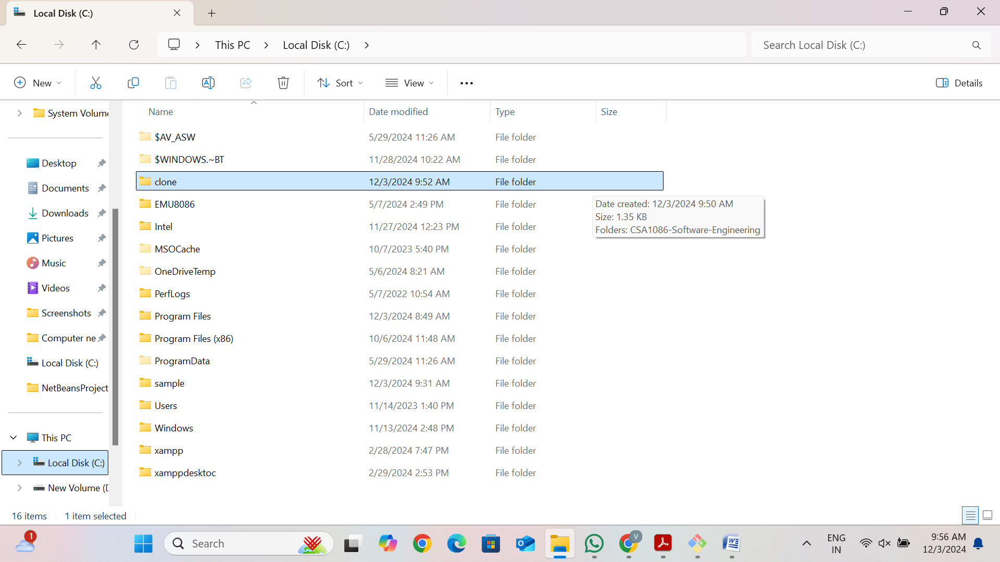 Local Disk (C:)
This PC
Local Disk (C:)
Search Local Disk (C:)
New
Sort
View
Details
System Volume
Desktop
Documents
Downloads
Pictures
Music
Videos
Screenshots
Computer ne
Local Disk (C:)
NetBeansProject
This PC
Local Disk (C:)
New Volume (D
Name Date modified Type Size
$AV_ASW 5/29/2024 11:26 AM File folder
$WINDOWS.~BT 11/28/2024 10:22 AM File folder
clone 12/3/2024 9:52 AM File folder
EMU8086 5/7/2024 2:49 PM File folder
Intel 11/27/2024 12:23 PM File folder
MSOCache 10/7/2023 5:40 PM File folder
OneDriveTemp 5/6/2024 8:21 AM File folder
PerfLogs 5/7/2022 10:54 AM File folder
Program Files 12/3/2024 8:49 AM File folder
Program Files (x86) 10/6/2024 11:48 AM File folder
ProgramData 5/29/2024 11:26 AM File folder
sample 12/3/2024 9:31 AM File folder
Users 11/14/2023 1:40 PM File folder
Windows 11/13/2024 2:48 PM File folder
xampp 2/28/2024 7:47 PM File folder
xamppdesktoc 2/29/2024 2:53 PM File folder
Date created: 12/3/2024 9:50 AM
Size: 1.35 KB
Folders: CSA1086-Software-Engineering
16 items 1 item selected
1
Search
V
ENG
IN
9:56 AM
12/3/2024